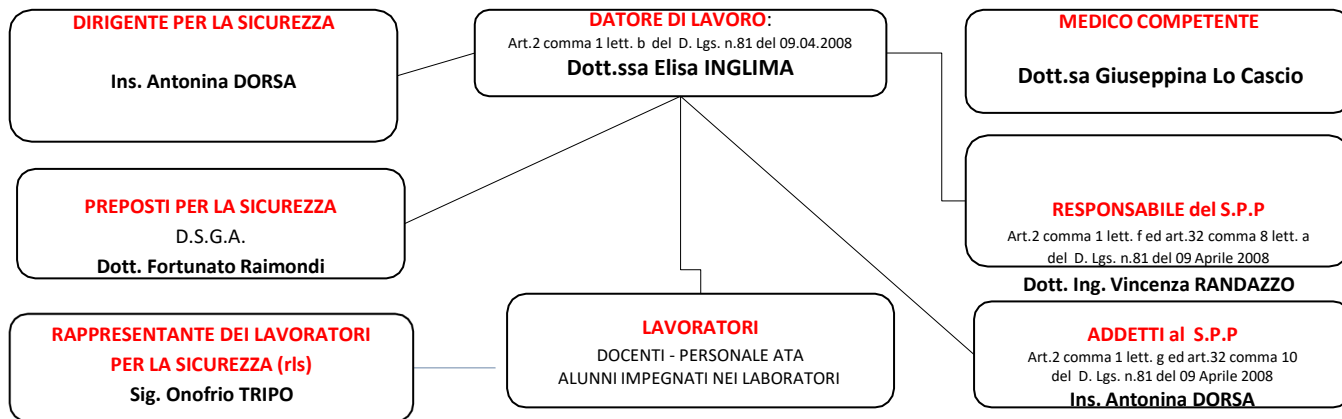 DIRIGENTE PER LA SICUREZZA
Ins. Antonina DORSA
DATORE DI LAVORO:
Art.2 comma 1 lett. b del D. Lgs. n.81 del 09.04.2008
Dott.ssa Elisa INGLIMA
MEDICO COMPETENTE
Dott.sa Giuseppina Lo Cascio
PREPOSTI PER LA SICUREZZA
D.S.G.A.
Dott. Fortunato Raimondi
RESPONSABILE del S.P.P
Art.2 comma 1 lett. f ed art.32 comma 8 lett. a
del D. Lgs. n.81 del 09 Aprile 2008
Dott. Ing. Vincenza RANDAZZO
RAPPRESENTANTE DEI LAVORATORI
PER LA SICUREZZA (rls)
Sig. Onofrio TRIPO
LAVORATORI
DOCENTI - PERSONALE ATA
ALUNNI IMPEGNATI NEI LABORATORI
ADDETTI al S.P.P
Art.2 comma 1 lett. g ed art.32 comma 10
del D. Lgs. n.81 del 09 Aprile 2008
Ins. Antonina DORSA